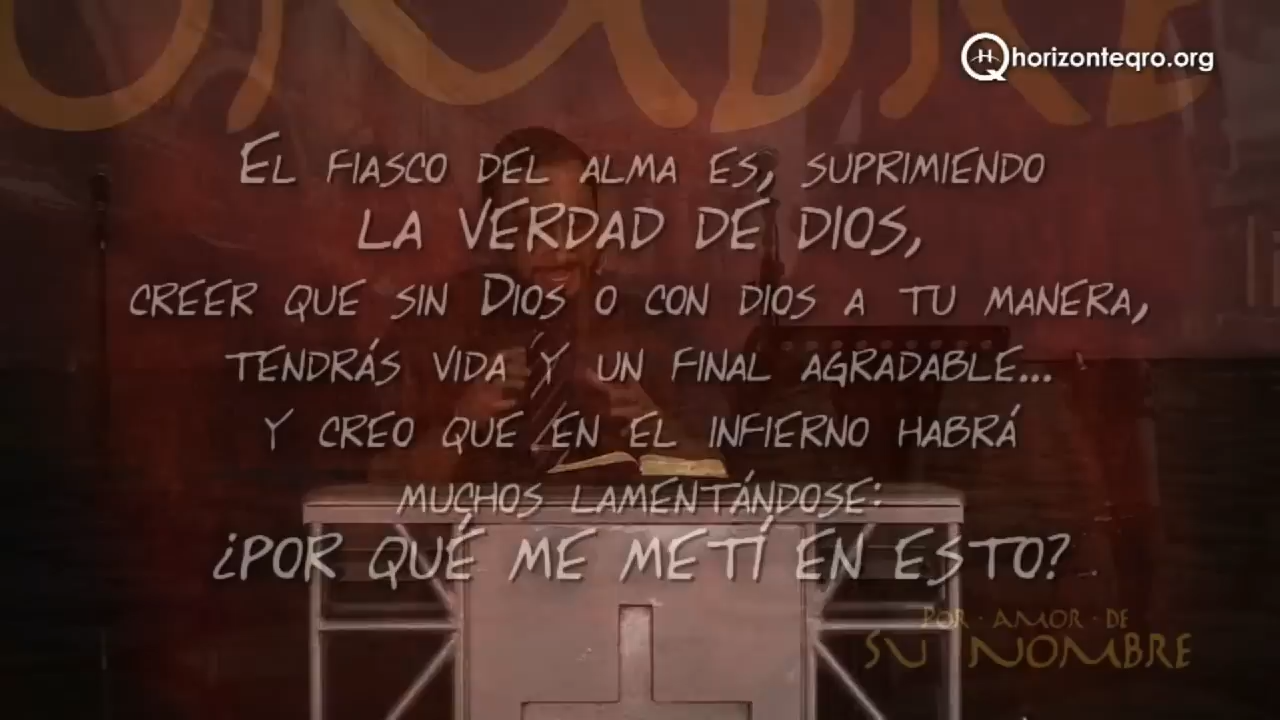 horizonteqro.org
El fiasco del alma es, suprimiendo
LA VERDAD DE DIOS,
creer que sin Dios o con dios a tu manera,
tendrás vida y un final agradable...
Y creo que en el infierno habrá
muchos lamentándose:
¿POR QUÉ ME METÍ EN ESTO?
POR · AMOR · DE
SU NOMBRE